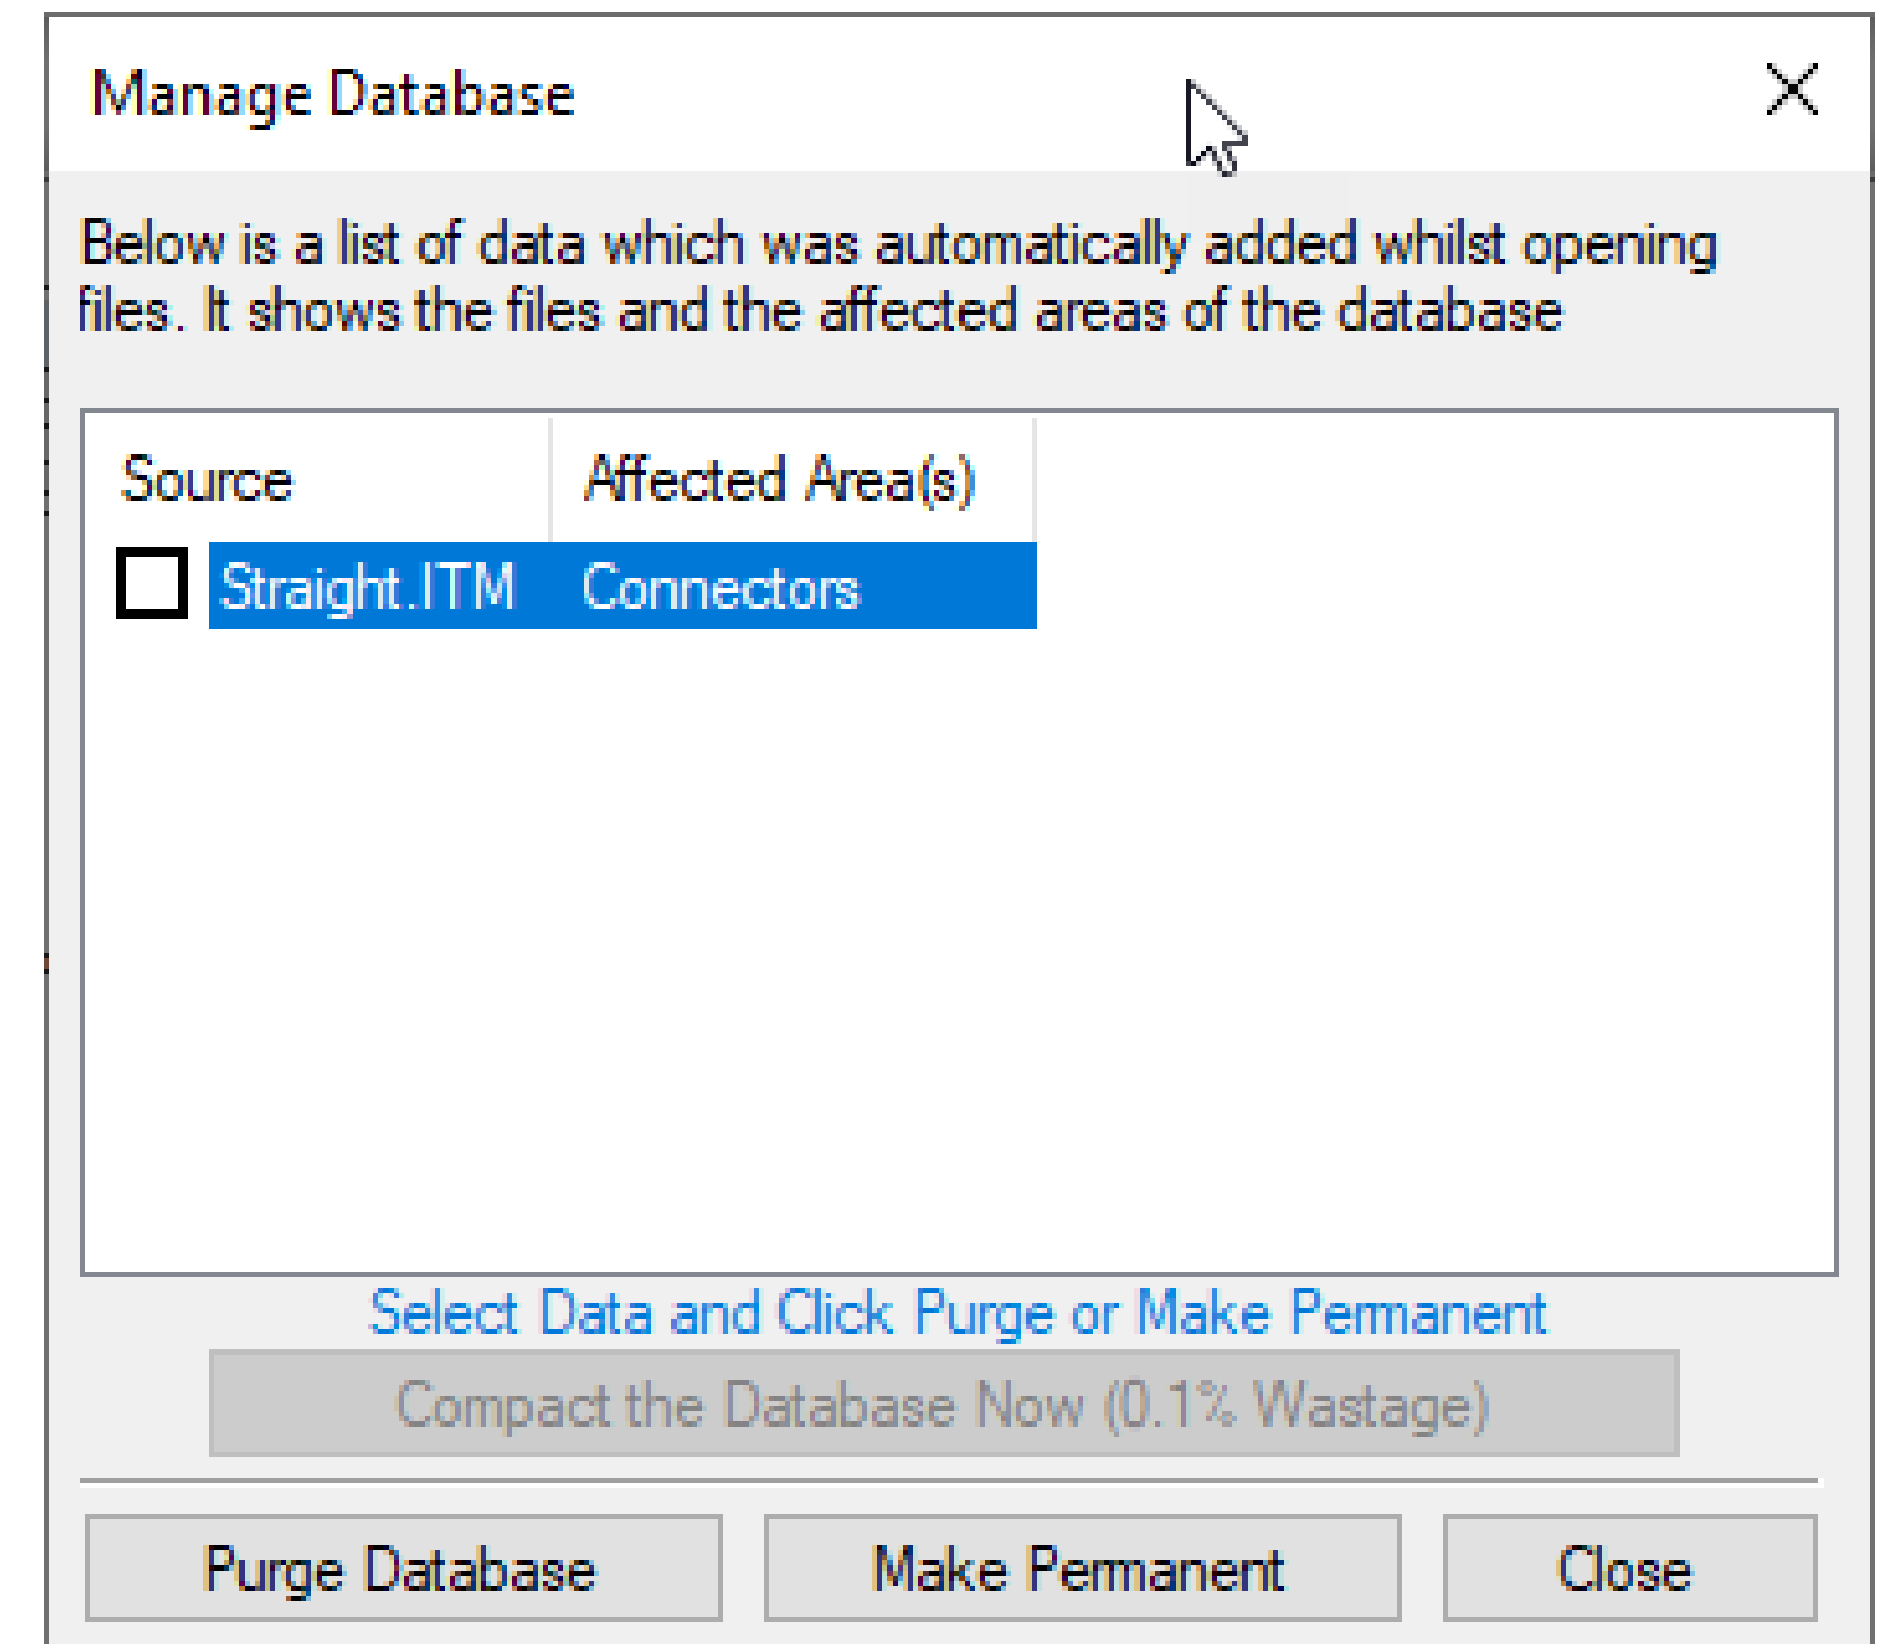 Manage Database
Below is a list of data which was automatically added whilst opening
files. It shows the files and the affected areas of the database
Source Affected Area(s)
Straight.ITM Connectors
Select Data and Click Purge or Make Permanent
Compact the Database Now (0.1% Wastage)
Purge Database Make Permanent Close